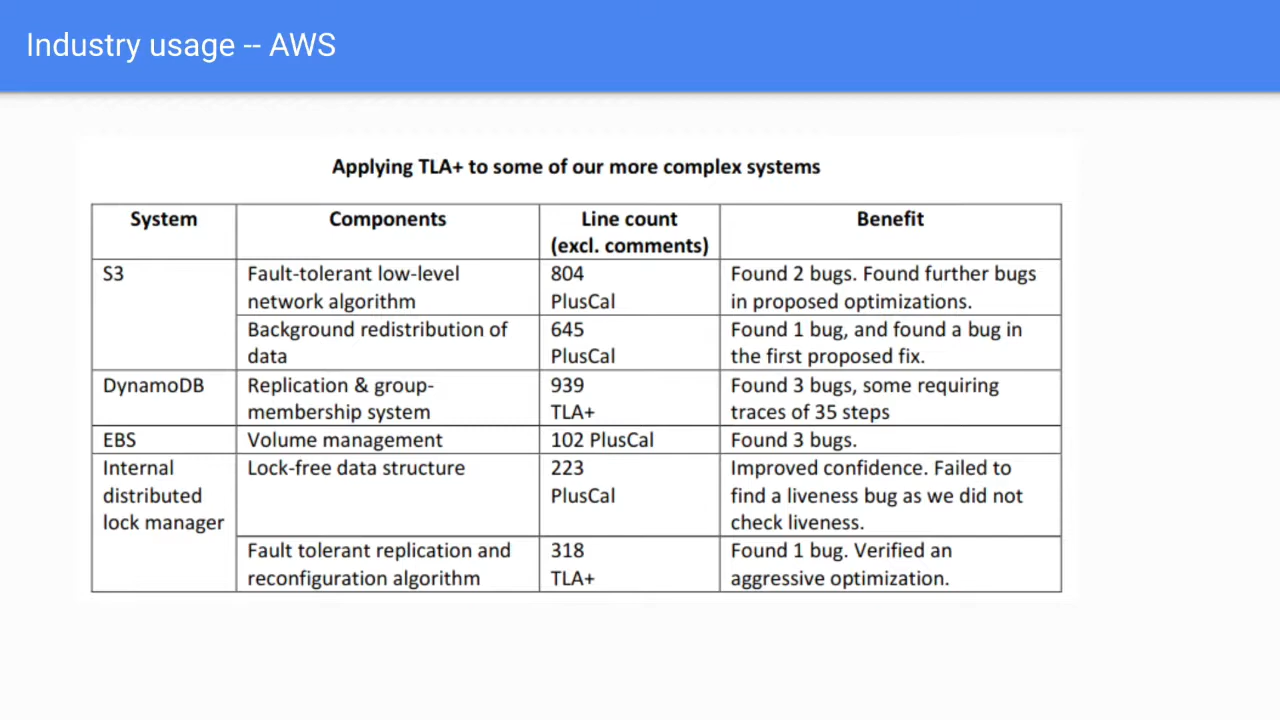 Industry usage -- AWS
Applying TLA+ to some of our more complex systems
System
Components
Line count
(excl. comments)
Benefit
S3
Fault-tolerant low-level
network algorithm
804
PlusCal
Found 2 bugs. Found further bugs
in proposed optimizations.
Background redistribution of
data
645
PlusCal
Found 1 bug, and found a bug in
the first proposed fix.
DynamoDB
Replication & group-
membership system
939
TLA+
Found 3 bugs, some requiring
traces of 35 steps
EBS
Volume management
102 PlusCal
Found 3 bugs.
Internal
distributed
lock manager
Lock-free data structure
223
PlusCal
Improved confidence. Failed to
find a liveness bug as we did not
check liveness.
Fault tolerant replication and
reconfiguration algorithm
318
TLA+
Found 1 bug. Verified an
aggressive optimization.